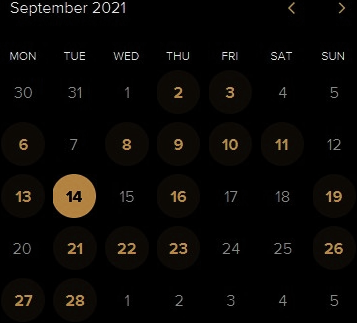 September 2021 < >
MON TUE WED THU FRI SAT SUN
30 31 1 2 3 4 5
6 7 8 9 10 11 12
13 14 15 16 17 18 19
20 21 22 23 24 25 26
27 28 1 2 3 4 5